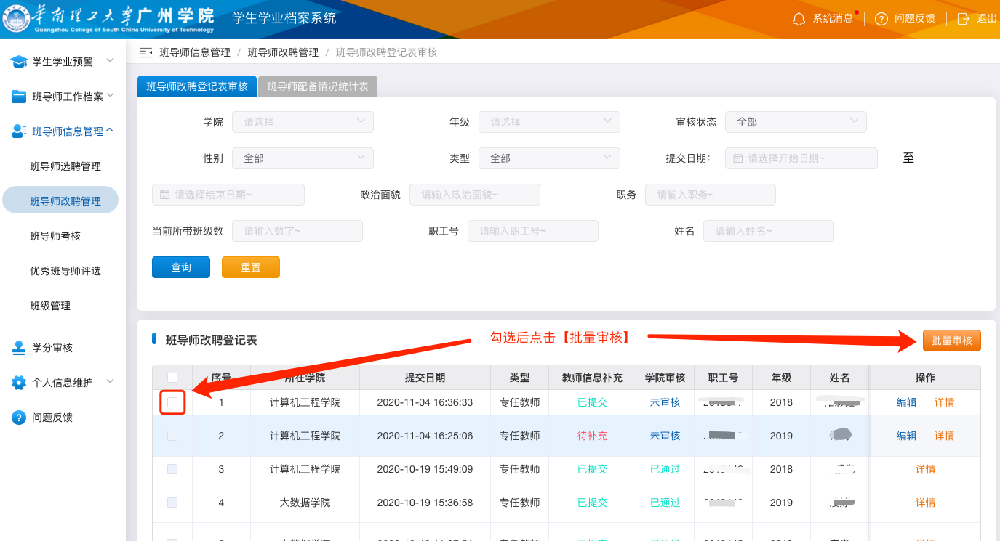 华南理工大学广州学院
Guangzhou College of South China University of Technology
学生学业档案系统
系统消息
问题反馈
退出
学生学业预警
班导师工作档案
班导师信息管理
班导师选聘管理
班导师改聘管理
班导师考核
优秀班导师评选
班级管理
学分审核
个人信息维护
问题反馈
班导师信息管理 / 班导师改聘管理 / 班导师改聘登记表审核
班导师改聘登记表审核 班导师配备情况统计表
学院 请选择 年级 请选择 审核状态 全部
性别 全部 类型 全部 提交日期: 请选择开始日期~ 至
请选择结束日期~ 政治面貌 请输入政治面貌~ 职务 请输入职务~
当前所带班级数 请输入数字~ 职工号 请输入职工号~ 姓名 请输入姓名~
查询 重置
班导师改聘登记表 勾选后点击【批量审核】 批量审核
序号 所在学院 提交日期 类型 教师信息补充 学院审核 职工号 年级 姓名 操作
1 计算机工程学院 2020-11-04 16:36:33 专任教师 已提交 未审核 2018 编辑 详情
2 计算机工程学院 2020-11-04 16:25:06 专任教师 待补充 未审核 2019 编辑 详情
3 计算机工程学院 2020-10-19 15:49:09 专任教师 已提交 已通过 2018 详情
4 大数据学院 2020-10-19 15:36:58 专任教师 已提交 已通过 2019 详情